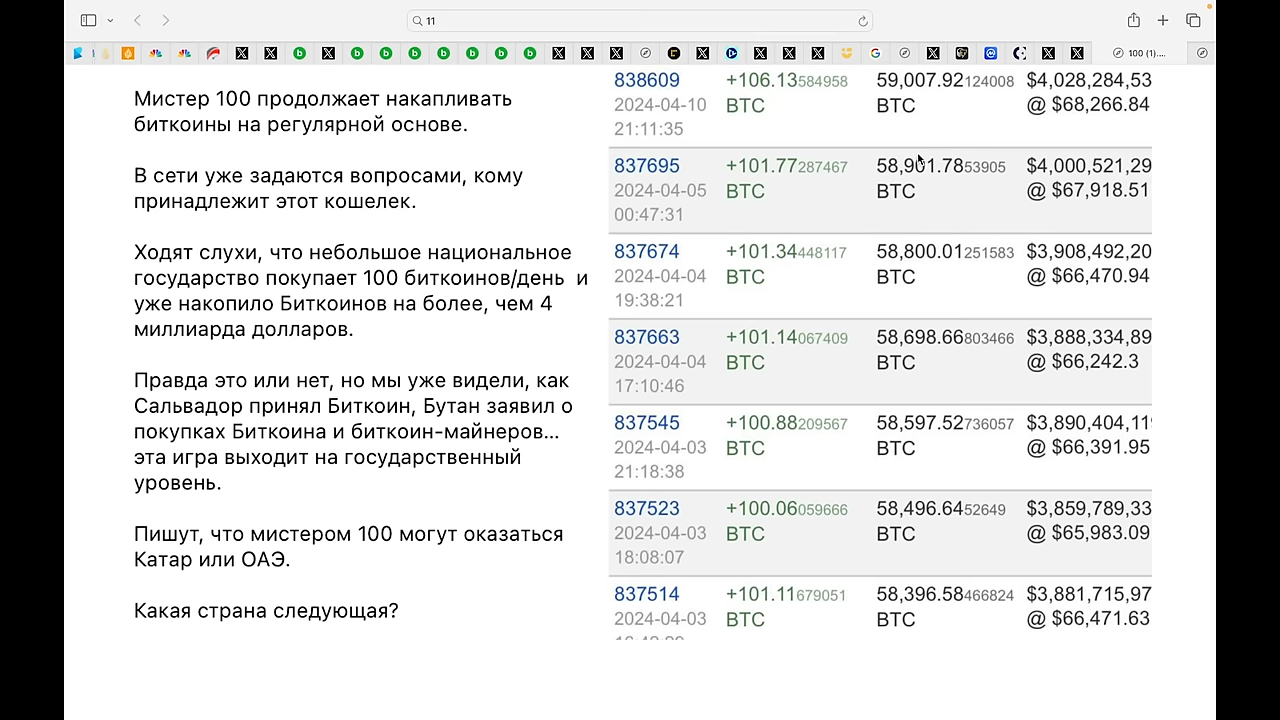 11
100 (1)....
Мистер 100 продолжает накапливать
биткоины на регулярной основе.
В сети уже задаются вопросами, кому
принадлежит этот кошелек.
Ходят слухи, что небольшое национальное
государство покупает 100 биткоинов/день и
уже накопило Биткоинов на более, чем 4
миллиарда долларов.
Правда это или нет, но мы уже видели, как
Сальвадор принял Биткоин, Бутан заявил о
покупках Биткоина и биткоин-майнеров...
эта игра выходит на государственный
уровень.
Пишут, что мистером 100 могут оказаться
Катар или ОАЭ.
Какая страна следующая?
838609 +106.13584958 59,007.92124008 $4,028,284,53
2024-04-10 BTC BTC @ $68,266.84
21:11:35
837695 +101.77287467 58,901.7853905 $4,000,521,29
2024-04-05 BTC BTC @ $67,918.51
00:47:31
837674 +101.34448117 58,800.01251583 $3,908,492,20
2024-04-04 BTC BTC @ $66,470.94
19:38:21
837663 +101.14067409 58,698.66803466 $3,888,334,89
2024-04-04 BTC BTC @ $66,242.3
17:10:46
837545 +100.88209567 58,597.52736057 $3,890,404,11
2024-04-03 BTC BTC @ $66,391.95
21:18:38
837523 +100.06059666 58,496.6452649 $3,859,789,33
2024-04-03 BTC BTC @ $65,983.09
18:08:07
837514 +101.11679051 58,396.58466824 $3,881,715,97
2024-04-03 BTC BTC @ $66,471.63